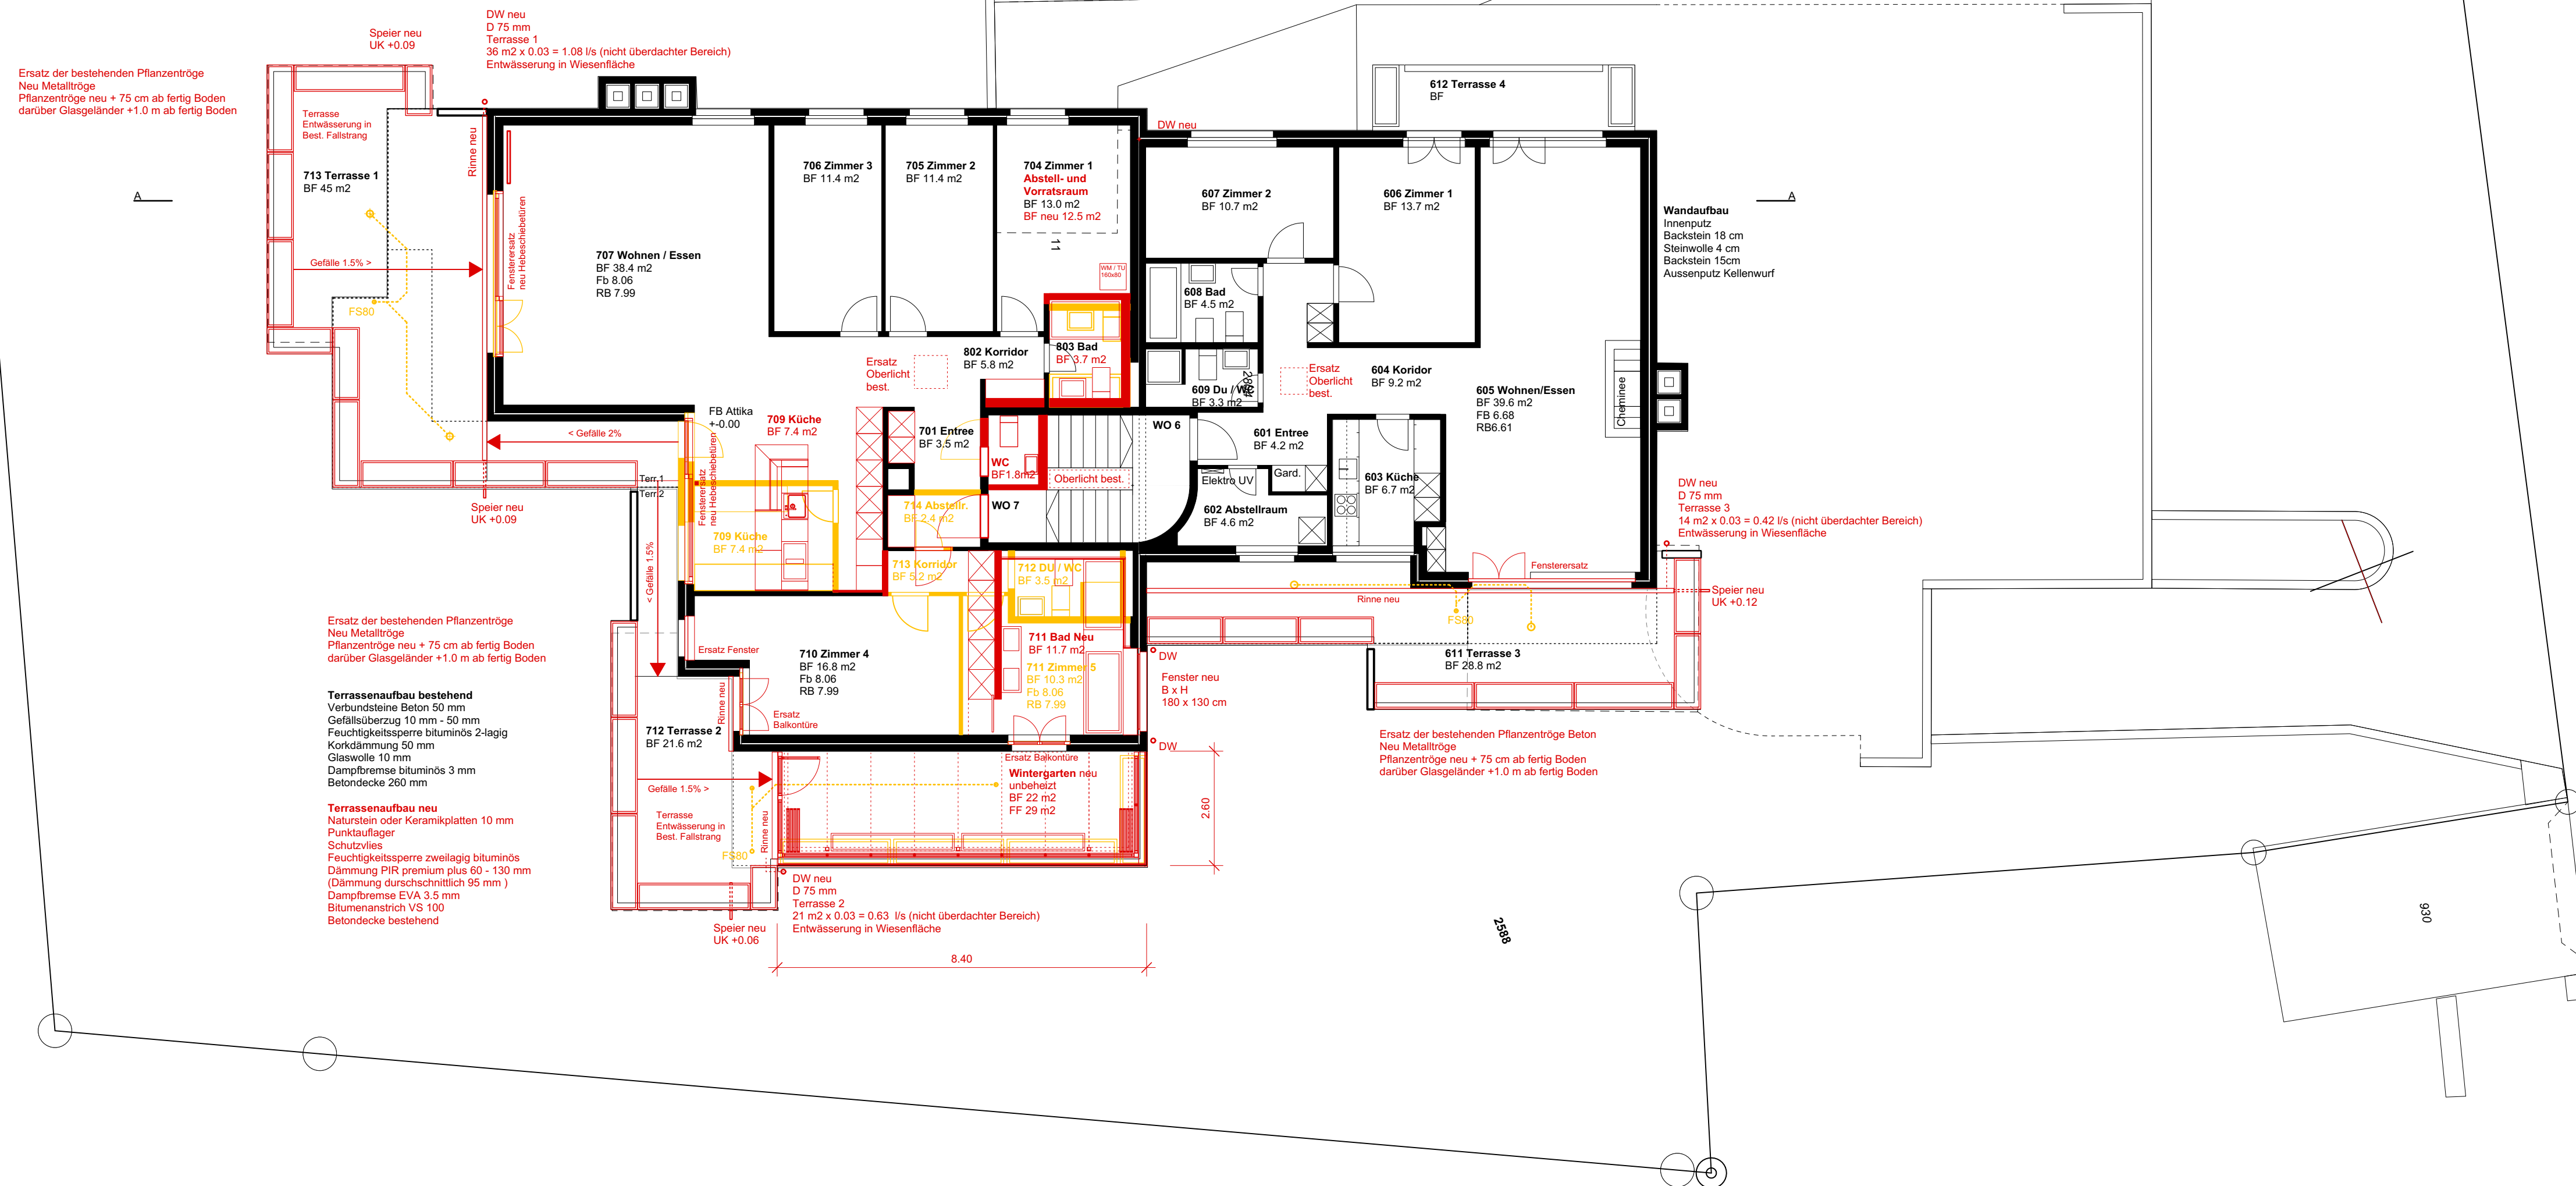 DW neu
D 75 mm
Terrasse 1
36 m2 x 0.03 = 1.08 l/s (nicht überdachter Bereich)
Entwässerung in Wiesenfläche
Speier neu
UK +0.09
Ersatz der bestehenden Pflanzentröge
Neu Metalltröge
Pflanzentröge neu + 75 cm ab fertig Boden
darüber Glasgeländer +1.0 m ab fertig Boden
Terrasse
Entwässerung in
Best. Fallstrang
713 Terrasse 1
BF 45 m2
Rinne neu
A
Gefälle 1.5% >
FS80
Fensterersatz
neu Hebeschiebetüren
707 Wohnen / Essen
BF 38.4 m2
Fb 8.06
RB 7.99
706 Zimmer 3
BF 11.4 m2
705 Zimmer 2
BF 11.4 m2
704 Zimmer 1
Abstell- und
Vorratsraum
BF 13.0 m2
BF neu 12.5 m2
11
WM / TU
160x80
DW neu
612 Terrasse 4
BF
607 Zimmer 2
BF 10.7 m2
606 Zimmer 1
BF 13.7 m2
A
Wandaufbau
Innenputz
Backstein 18 cm
Steinwolle 4 cm
Backstein 15cm
Aussenputz Kellenwurf
608 Bad
BF 4.5 m2
802 Korridor
BF 5.8 m2
803 Bad
BF 3.7 m2
Ersatz
Oberlicht
best.
609 Du / WC
BF 3.3 m2
Ersatz
Oberlicht
best.
604 Koridor
BF 9.2 m2
605 Wohnen/Essen
BF 39.6 m2
FB 6.68
RB6.61
Cheminee
FB Attika
+-0.00
709 Küche
BF 7.4 m2
701 Entree
BF 3.5 m2
WC
BF1.8m2
Oberlicht best.
WO 6
601 Entree
BF 4.2 m2
Elektro UV
Gard.
603 Küche
BF 6.7 m2
602 Abstellraum
BF 4.6 m2
WO 7
< Gefälle 2%
Terr.1
Terr.2
Speier neu
UK +0.09
Fensterersatz
neu Hebeschiebetüren
709 Küche
BF 7.4 m2
714 Abstellr.
BF 2.4 m2
713 Korridor
BF 5.2 m2
712 DU / WC
BF 3.5 m2
< Gefälle 1.5%
DW neu
D 75 mm
Terrasse 3
14 m2 x 0.03 = 0.42 l/s (nicht überdachter Bereich)
Entwässerung in Wiesenfläche
Fensterersatz
Rinne neu
FS80
Speier neu
UK +0.12
Ersatz der bestehenden Pflanzentröge
Neu Metalltröge
Pflanzentröge neu + 75 cm ab fertig Boden
darüber Glasgeländer +1.0 m ab fertig Boden
Ersatz Fenster
710 Zimmer 4
BF 16.8 m2
Fb 8.06
RB 7.99
711 Bad Neu
BF 11.7 m2
711 Zimmer 5
BF 10.3 m2
Fb 8.06
RB 7.99
DW
Fenster neu
B x H
180 x 130 cm
DW
611 Terrasse 3
BF 28.8 m2
Terrassenaufbau bestehend
Verbundsteine Beton 50 mm
Gefällsüberzug 10 mm - 50 mm
Feuchtigkeitssperre bituminös 2-lagig
Korkdämmung 50 mm
Glaswolle 10 mm
Dampfbremse bituminös 3 mm
Betondecke 260 mm
Rinne neu
Ersatz
Balkontüre
712 Terrasse 2
BF 21.6 m2
Ersatz Balkontüre
Wintergarten neu
unbeheizt
BF 22 m2
FF 29 m2
2.60
Ersatz der bestehenden Pflanzentröge Beton
Neu Metalltröge
Pflanzentröge neu + 75 cm ab fertig Boden
darüber Glasgeländer +1.0 m ab fertig Boden
Gefälle 1.5% >
Terrasse
Entwässerung in
Best. Fallstrang
FS80
Rinne neu
Terrassenaufbau neu
Naturstein oder Keramikplatten 10 mm
Punktauflager
Schutzvlies
Feuchtigkeitssperre zweilagig bituminös
Dämmung PIR premium plus 60 - 130 mm
(Dämmung durschschnittlich 95 mm )
Dampfbremse EVA 3.5 mm
Bitumenanstrich VS 100
Betondecke bestehend
DW neu
D 75 mm
Terrasse 2
21 m2 x 0.03 = 0.63 l/s (nicht überdachter Bereich)
Entwässerung in Wiesenfläche
Speier neu
UK +0.06
8.40
2588
930